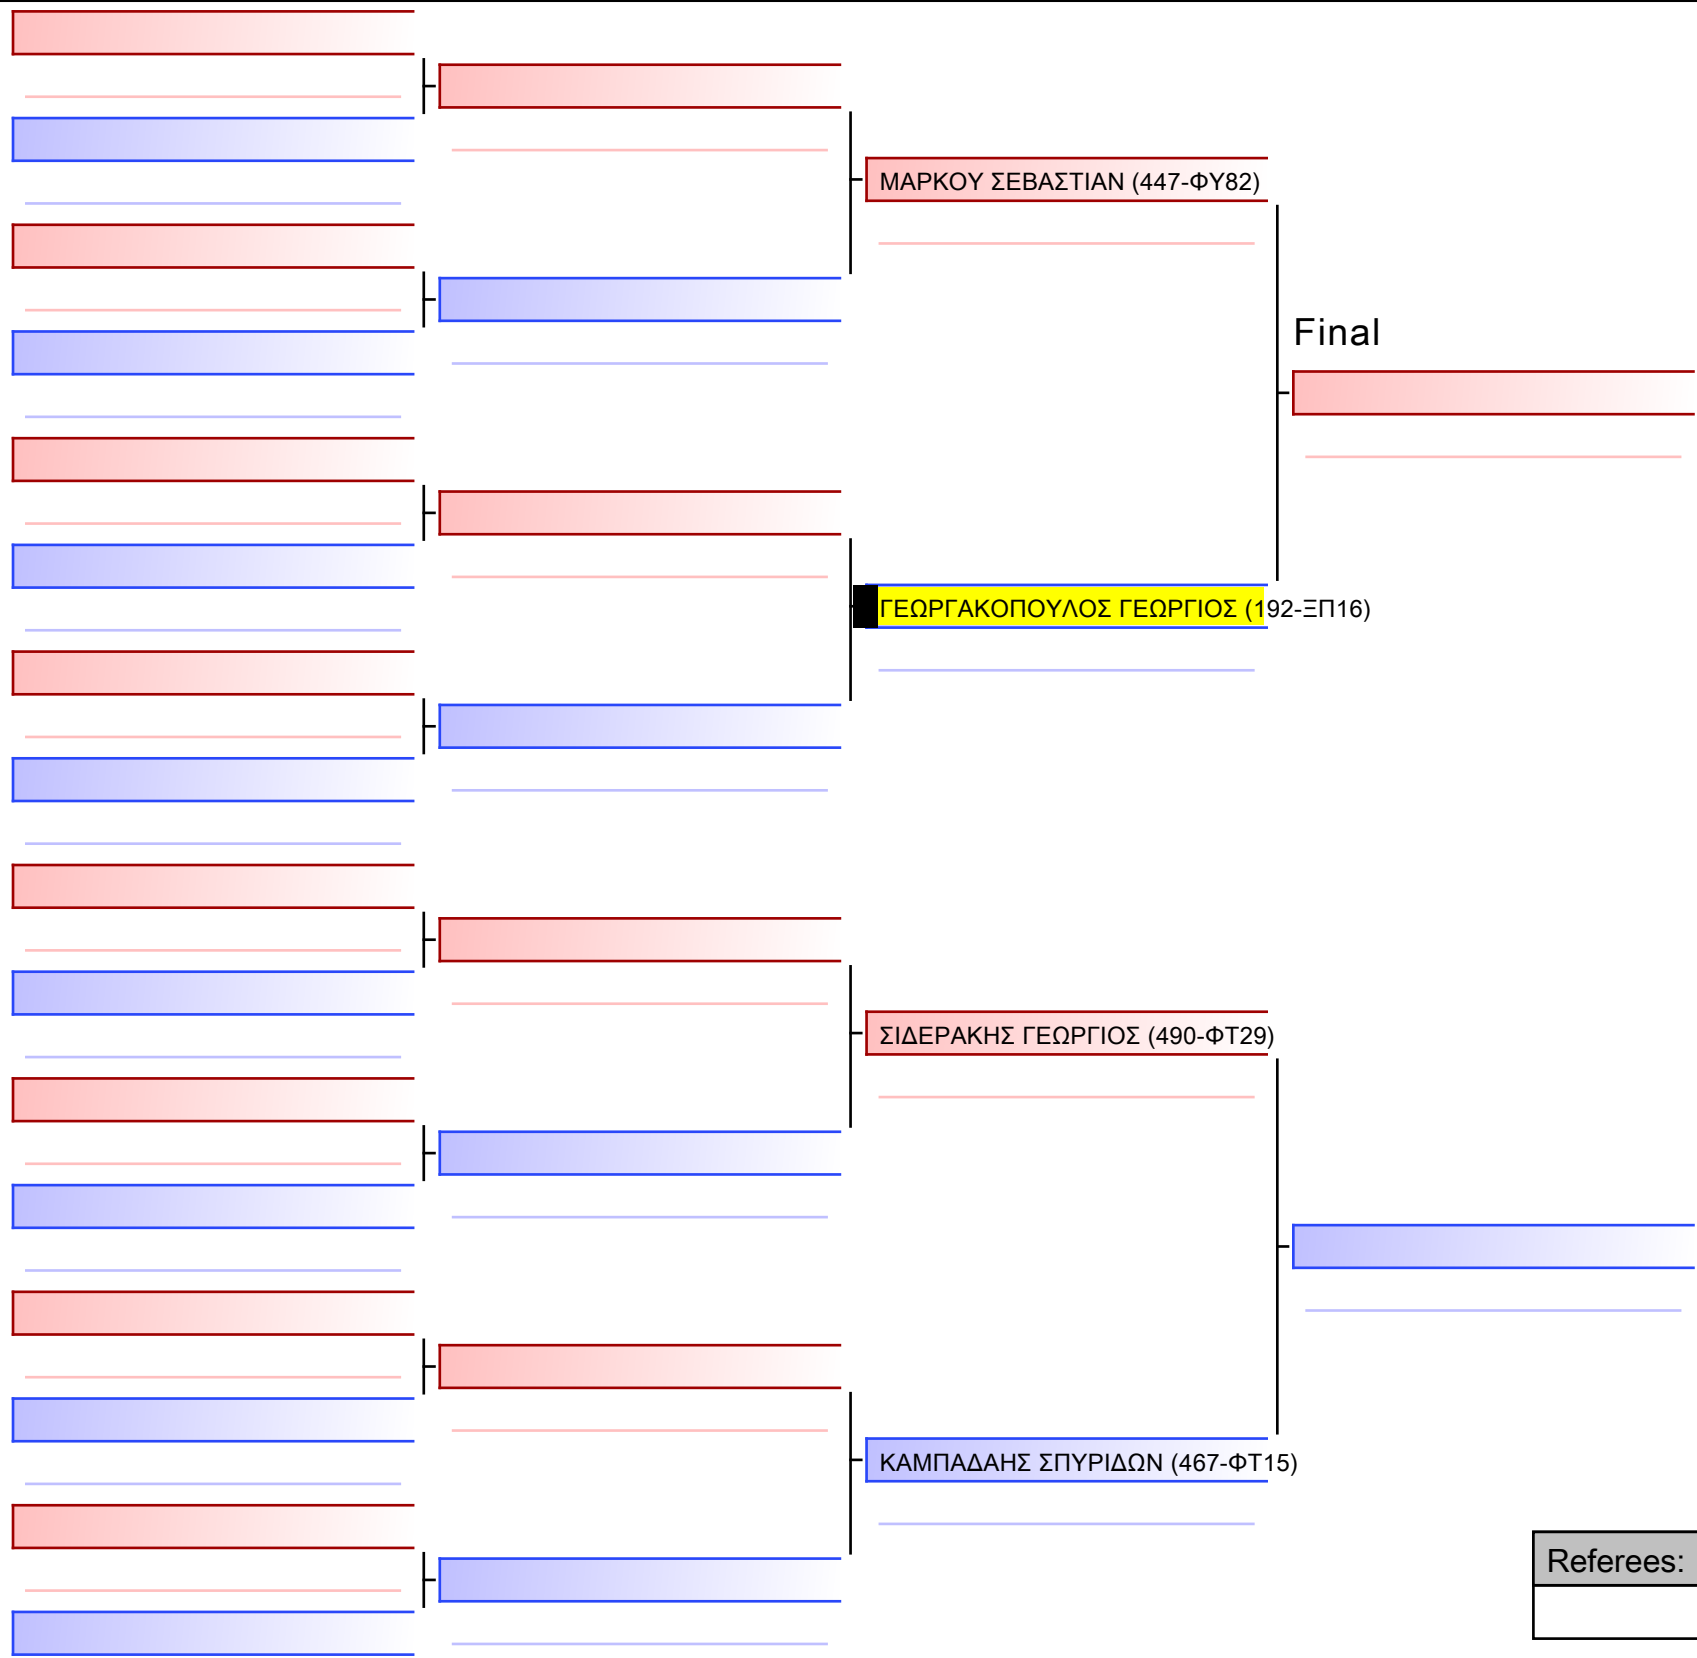 ΜΑΡΚΟΥ ΣΕΒΑΣΤΙΑΝ (447-ΦΥ82)
Final
ΓΕΩΡΓΑΚΟΠΟΥΛΟΣ ΓΕΩΡΓΙΟΣ (192-ΞΠ16)
ΣΙΔΕΡΑΚΗΣ ΓΕΩΡΓΙΟΣ (490-ΦΤ29)
ΚΑΜΠΑΔΑΗΣ ΣΠΥΡΙΔΩΝ (467-ΦΤ15)
Referees: